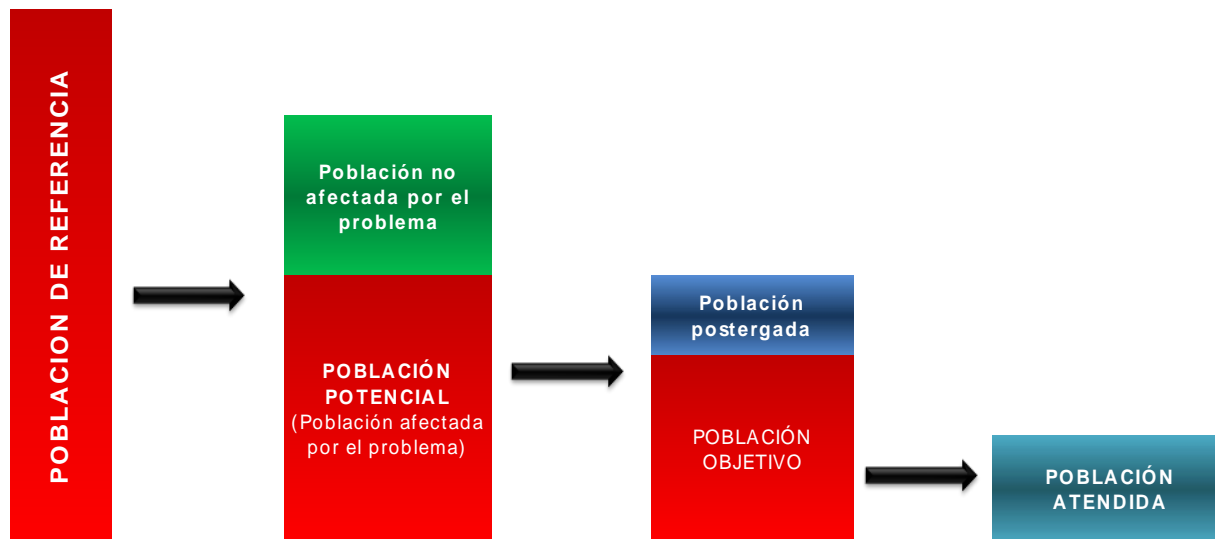 POBLACION DE REFERENCIA
Población no
afectada por el
problema
POBLACIÓN
POTENCIAL
(Población afectada
por el problema)
Población
postergada
POBLACIÓN
OBJETIVO
POBLACIÓN
ATENDIDA